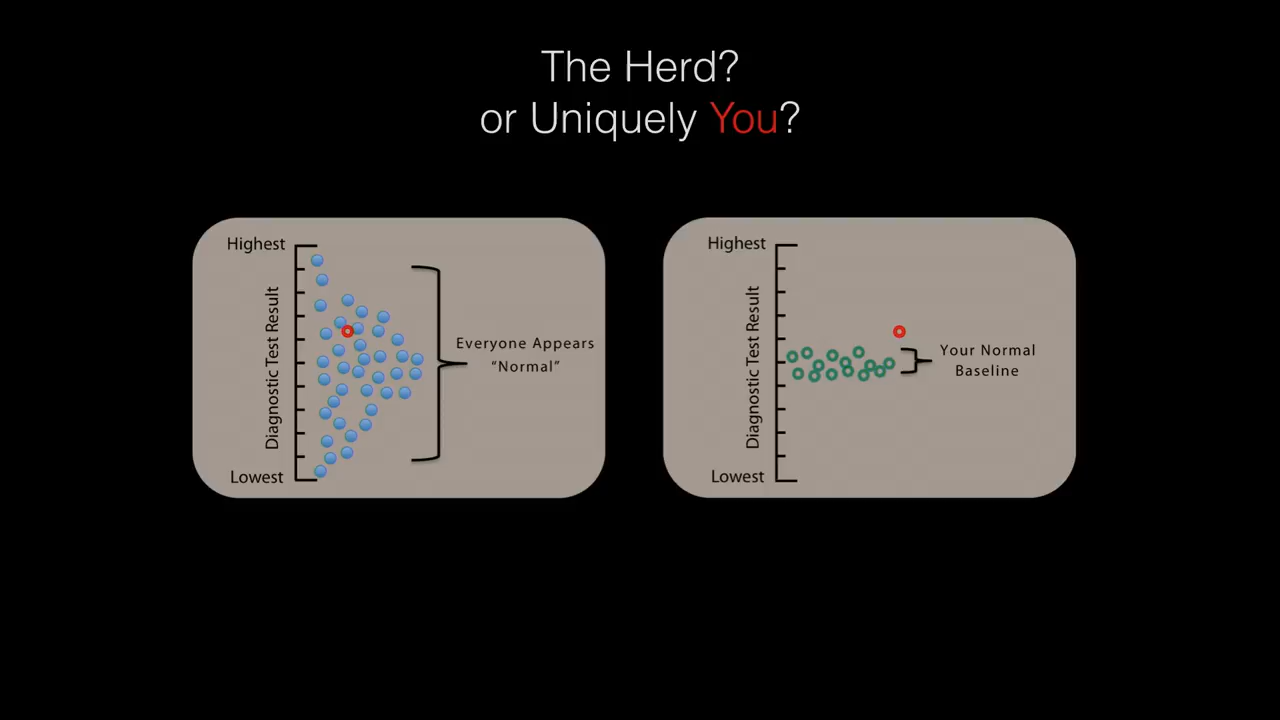 The Herd?
or Uniquely You?
Highest
Diagnostic Test Result
Lowest
Everyone Appears
“Normal”
Highest
Diagnostic Test Result
Lowest
Your Normal
Baseline